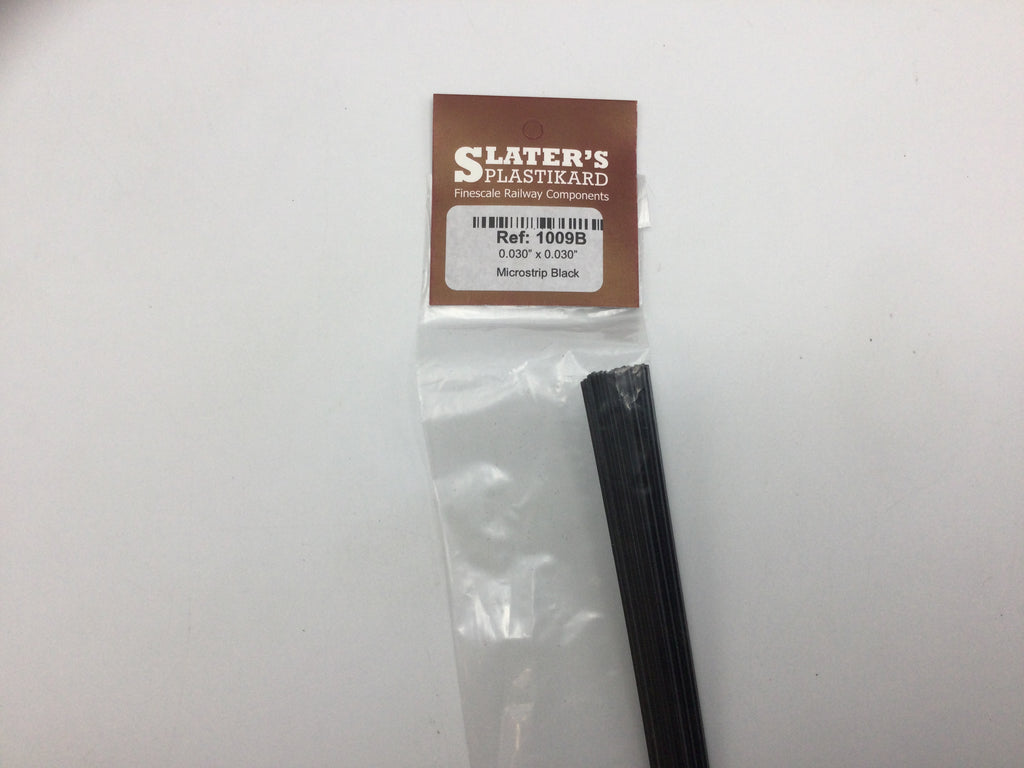 SLATER'S
PLASTIKARD
Finescale Railway Components
Ref: 1009B
0.030" x 0.030"
Microstrip Black